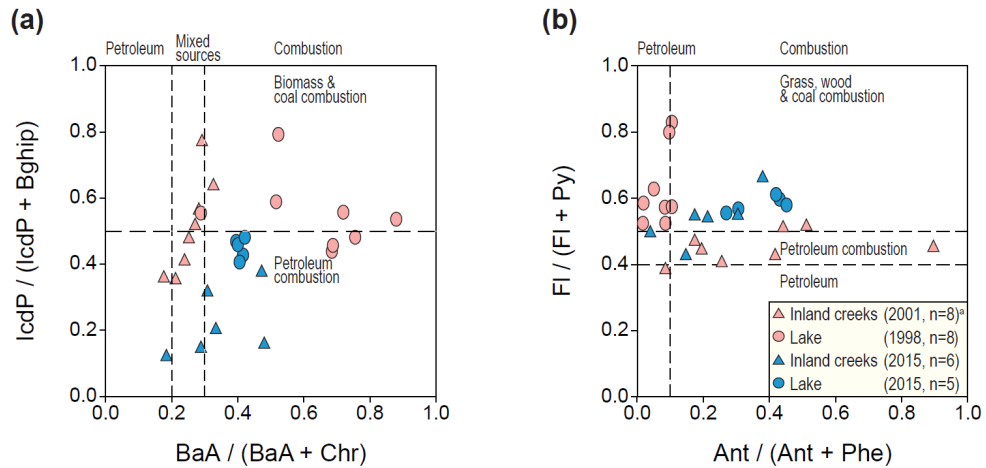 (a)
Petroleum
Mixed
sources
Combustion
Biomass &
coal combustion
Petroleum
combustion
1.0
0.8
0.6
0.4
0.2
0.0
0.0
0.2
0.4
0.6
0.8
1.0
IcdP / (IcdP + Bghip)
BaA / (BaA + Chr)
(b)
Petroleum
Combustion
Grass, wood
& coal combustion
Petroleum combustion
Petroleum
1.0
0.8
0.6
0.4
0.2
0.0
0.0
0.2
0.4
0.6
0.8
1.0
Fl / (Fl + Py)
Ant / (Ant + Phe)
Inland creeks (2001, n=8)ᵃ
Lake (1998, n=8)
Inland creeks (2015, n=6)
Lake (2015, n=5)